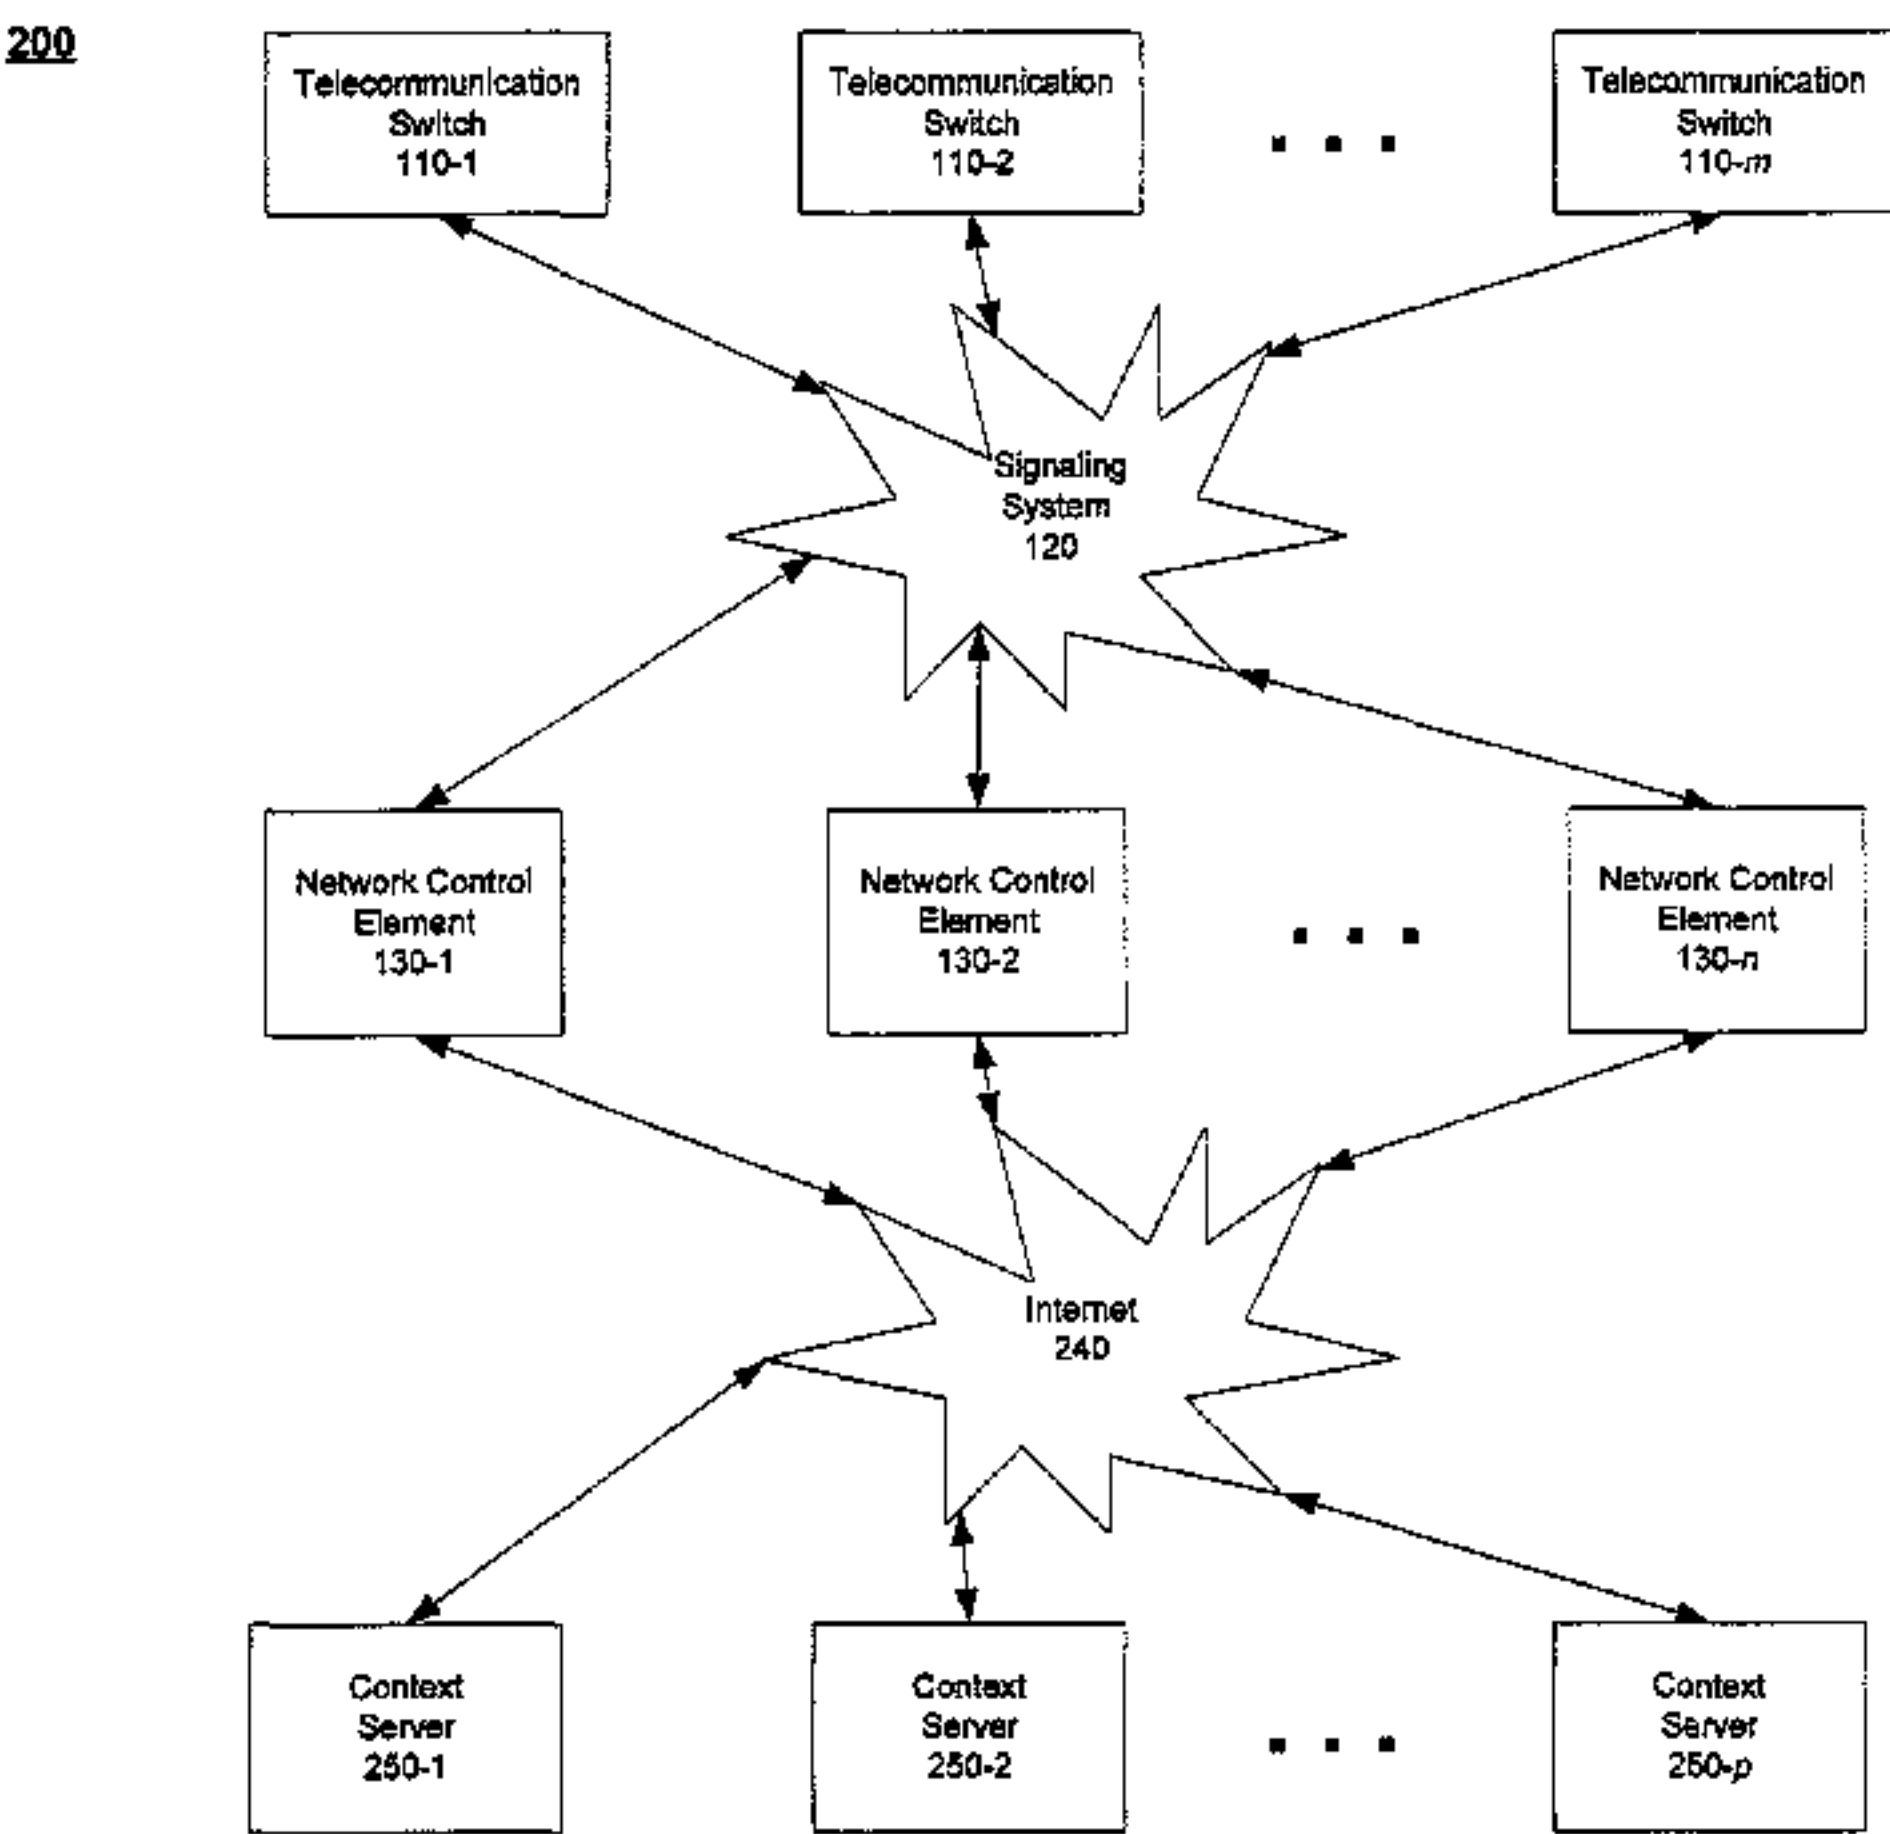 200
Telecommunication
Switch
110-1
Telecommunication
Switch
110-2
Telecommunication
Switch
110-m
Signaling
System
120
Network Control
Element
130-1
Network Control
Element
130-2
Network Control
Element
130-n
Internet
240
Context
Server
250-1
Context
Server
250-2
Context
Server
250-p